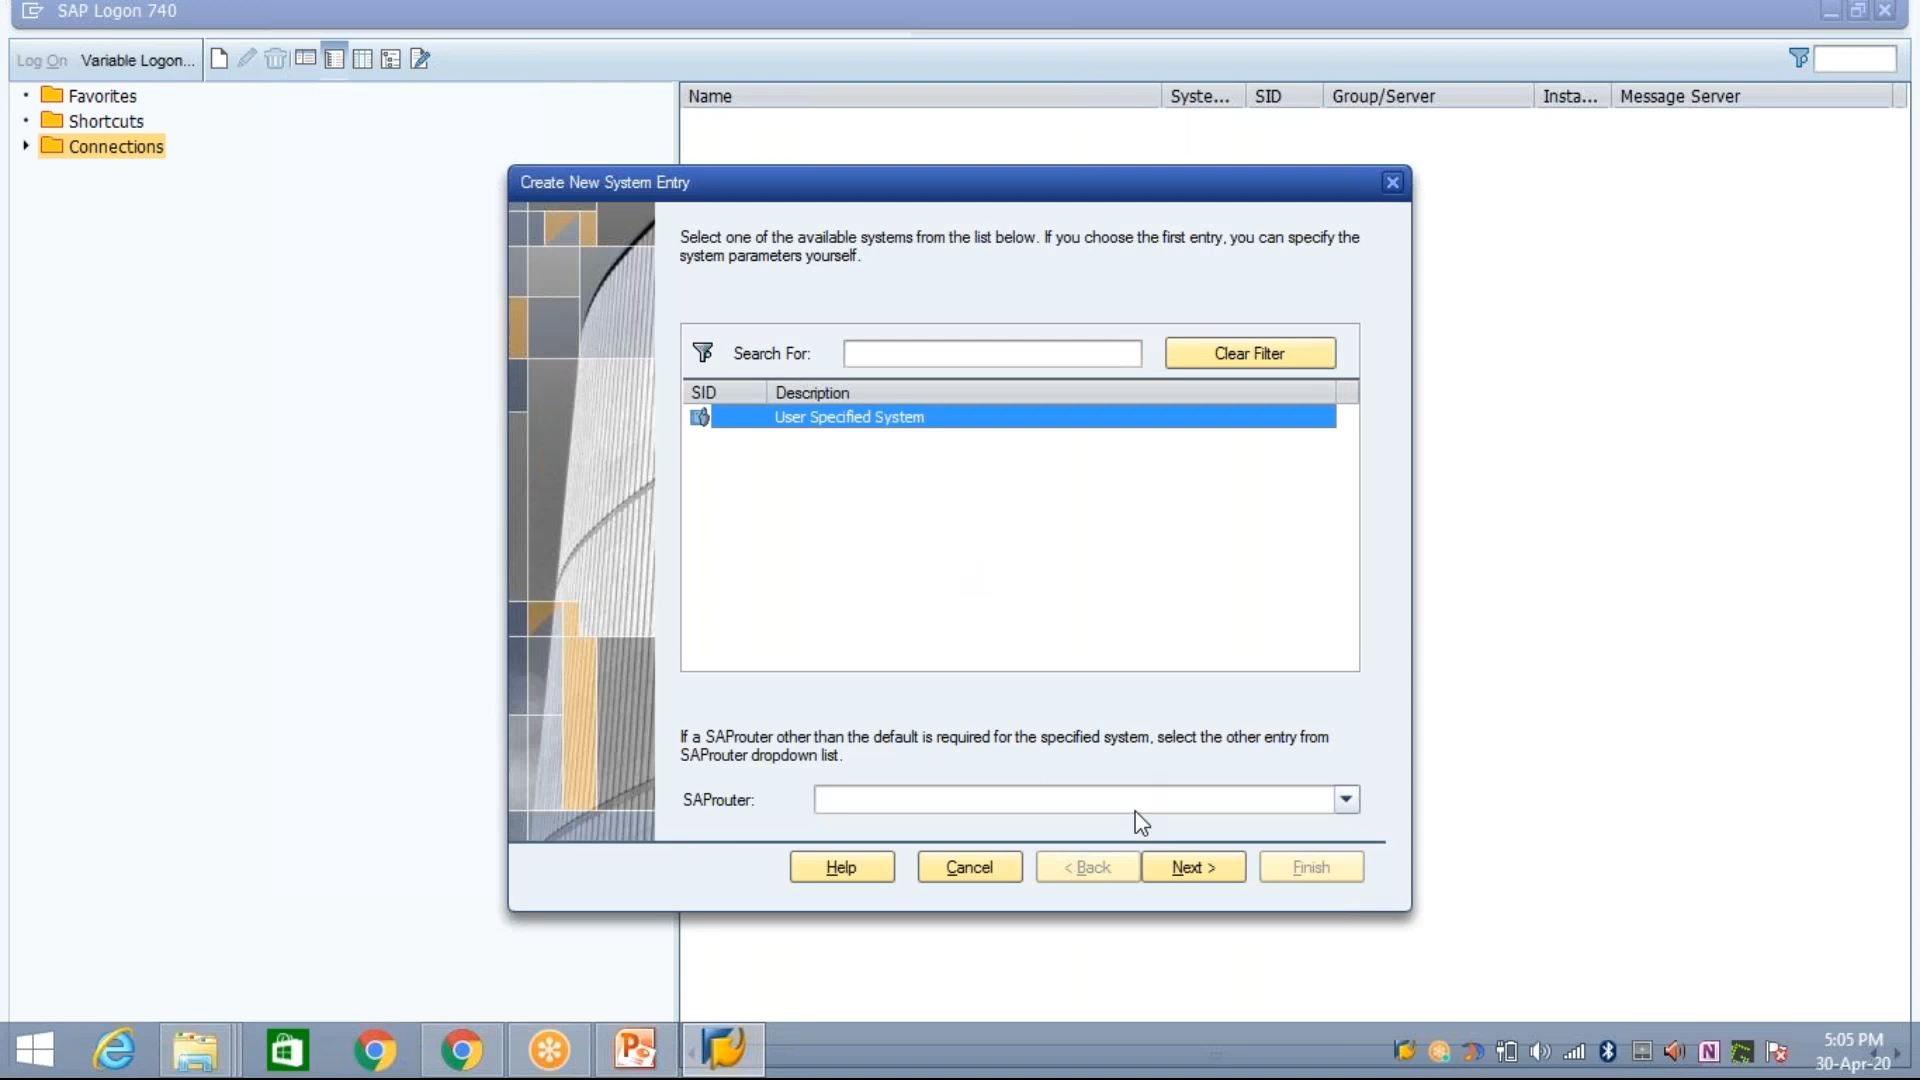 SAP Logon 740
Log On Variable Logon...
Favorites
Shortcuts
Connections
Name Syste... SID Group/Server Insta... Message Server
Create New System Entry
Select one of the available systems from the list below. If you choose the first entry, you can specify the
system parameters yourself.
Search For: Clear Filter
SID Description
User Specified System
If a SAProuter other than the default is required for the specified system, select the other entry from
SAProuter dropdown list.
SAProuter:
Help Cancel < Back Next > Finish
5:05 PM
30-Apr-20